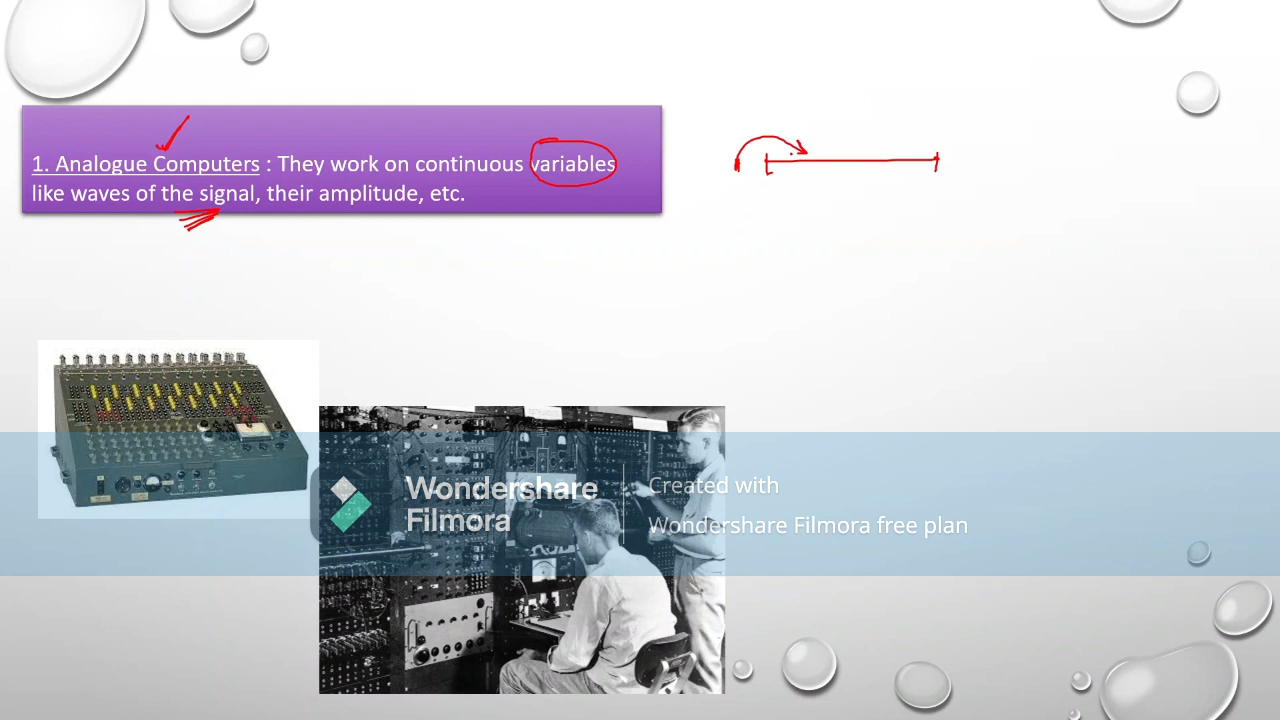 1. Analogue Computers : They work on continuous variables
like waves of the signal, their amplitude, etc.
Wondershare
Filmora
Created with
Wondershare Filmora free plan